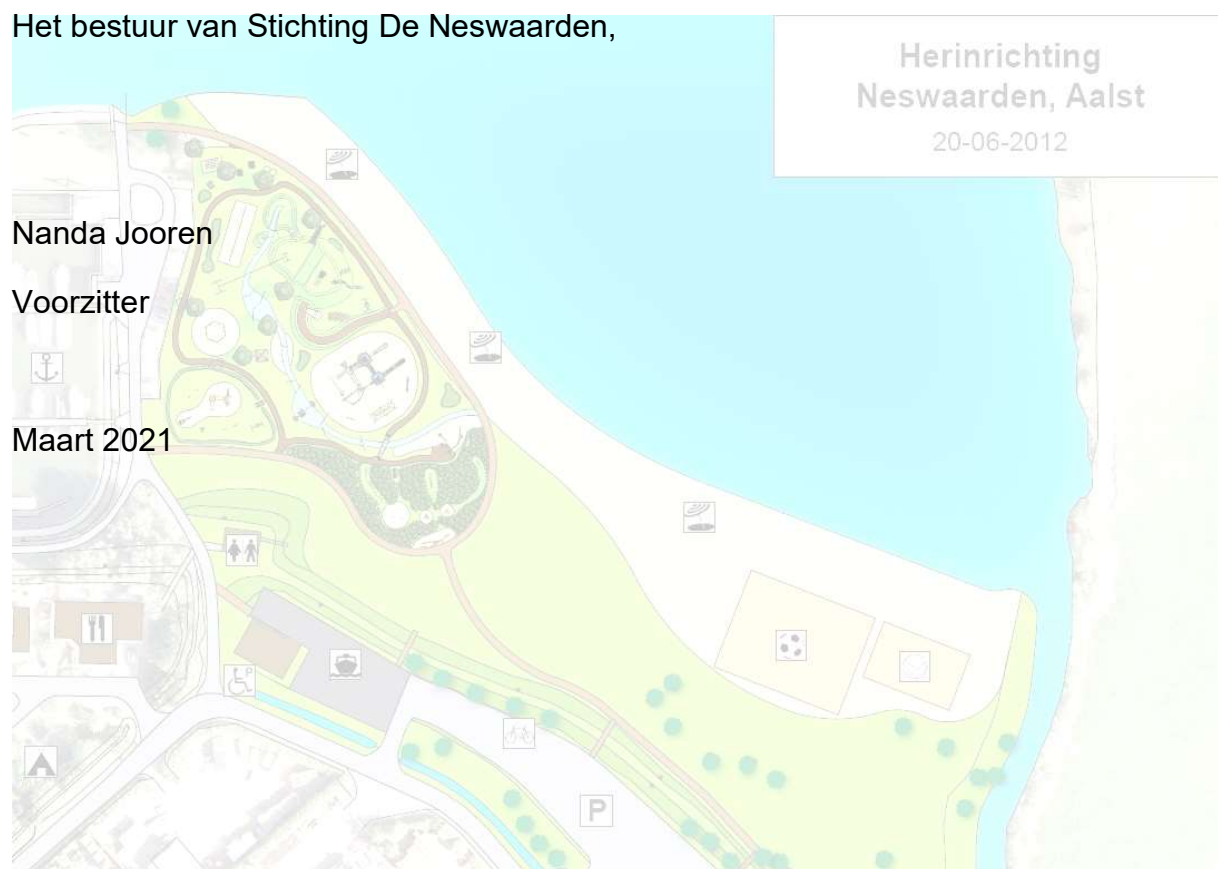 Het bestuur van Stichting De Neswaarden,
Herinrichting
Neswaarden, Aalst
20-06-2012
Nanda Jooren
Voorzitter
Maart 2021
P
P